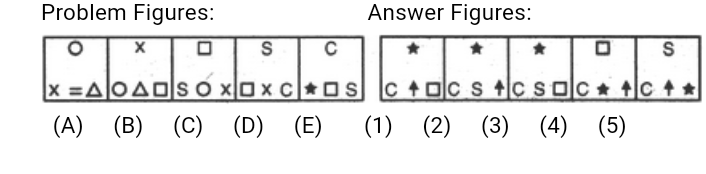 Problem Figures: Answer Figures:
○ × □ S C ★ ★ ★ □ S
× = △ ○ △ □ S ○ × □ × C ★ □ S C ↑ □ C S ↑ C S □ C ★ ↑ C ↑ ★
(A) (B) (C) (D) (E) (1) (2) (3) (4) (5)